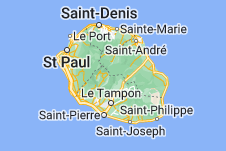 Saint-Denis
Le Port
Sainte-Marie
Saint-André
St Paul
Le Tampon
Saint-Pierre
Saint-Philippe
Saint-Joseph